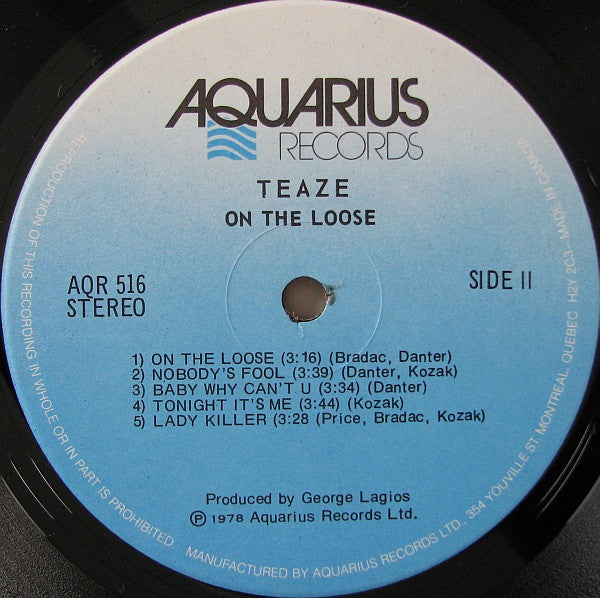 AQUARIUS
RECORDS
TEAZE
ON THE LOOSE
AQR 516
STEREO
SIDE II
1) ON THE LOOSE (3:16) (Bradac, Danter)
2) NOBODY'S FOOL (3:39) (Danter, Kozak)
3) BABY WHY CAN'T U (3:34) (Danter)
4) TONIGHT IT'S ME (3:44) (Kozak)
5) LADY KILLER (3:28 (Price, Bradac, Kozak)
Produced by George Lagios
℗ 1978 Aquarius Records Ltd.
REPRODUCTION OF THIS RECORDING IN WHOLE OR IN PART IS PROHIBITED
MANUFACTURED BY AQUARIUS RECORDS LTD. 354 YOUVILLE ST. MONTREAL, QUEBEC H2Y 2C3 MADE IN CANADA